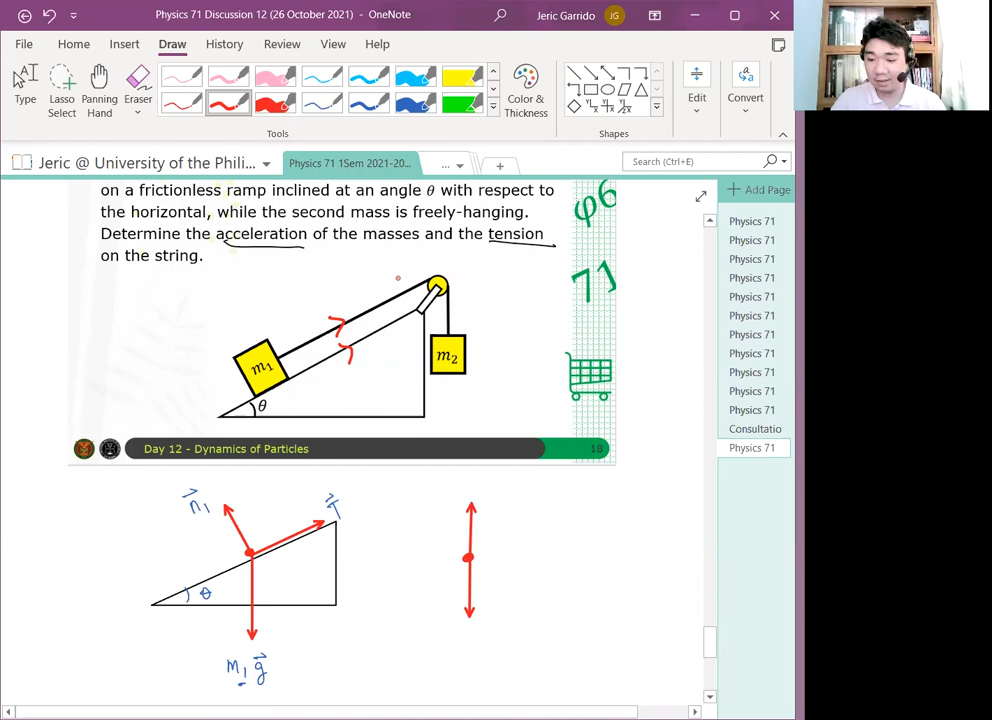 Physics 71 Discussion 12 (26 October 2021) - OneNote
Jeric Garrido
JG
File Home Insert Draw History Review View Help
Type
Lasso Select
Panning Hand
Eraser
Color & Thickness
Edit
Convert
Tools
Shapes
Jeric @ University of the Phili...
Physics 71 1Sem 2021-20...
...
Search (Ctrl+E)
Add Page
Physics 71
Physics 71
Physics 71
Physics 71
Physics 71
Physics 71
Physics 71
Physics 71
Physics 71
Physics 71
Physics 71
Consultatio
Physics 71
on a frictionless ramp inclined at an angle θ with respect to
the horizontal, while the second mass is freely-hanging.
Determine the acceleration of the masses and the tension
on the string.
φ6
71
m₁
m₂
θ
Day 12 - Dynamics of Particles
18
n⃗₁
T⃗
θ
m₁g⃗